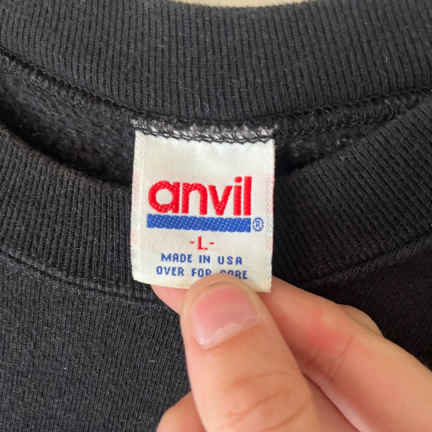 anvil®
-L-
MADE IN USA
OVER FOR CARE